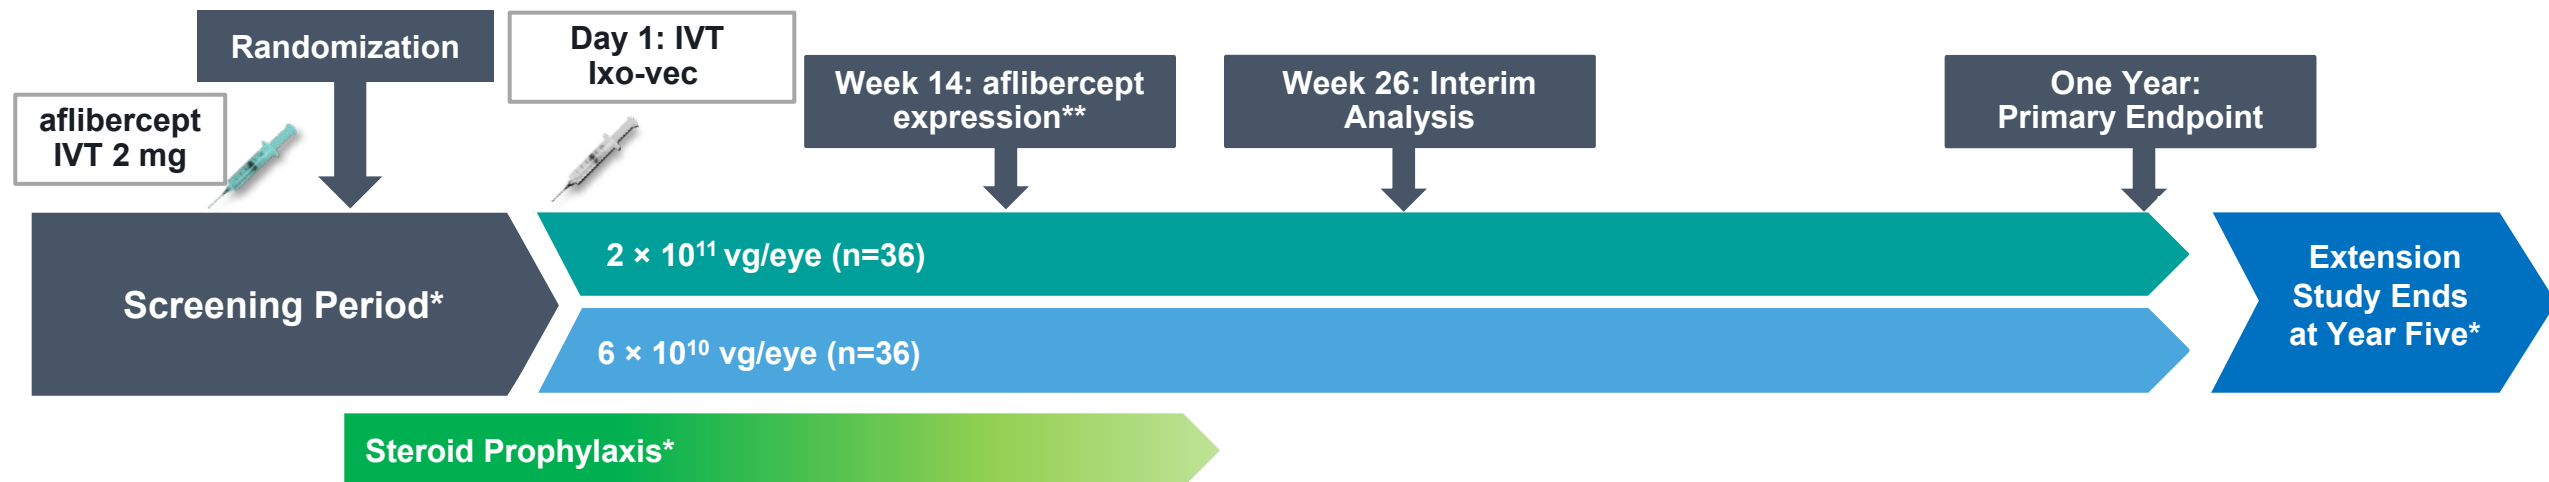 Randomization
aflibercept
IVT 2 mg
Day 1: IVT
Ixo-vec
Week 14: aflibercept
expression**
Week 26: Interim
Analysis
One Year:
Primary Endpoint
Screening Period*
2 × 10¹¹ vg/eye (n=36)
6 × 10¹⁰ vg/eye (n=36)
Extension
Study Ends
at Year Five*
Steroid Prophylaxis*